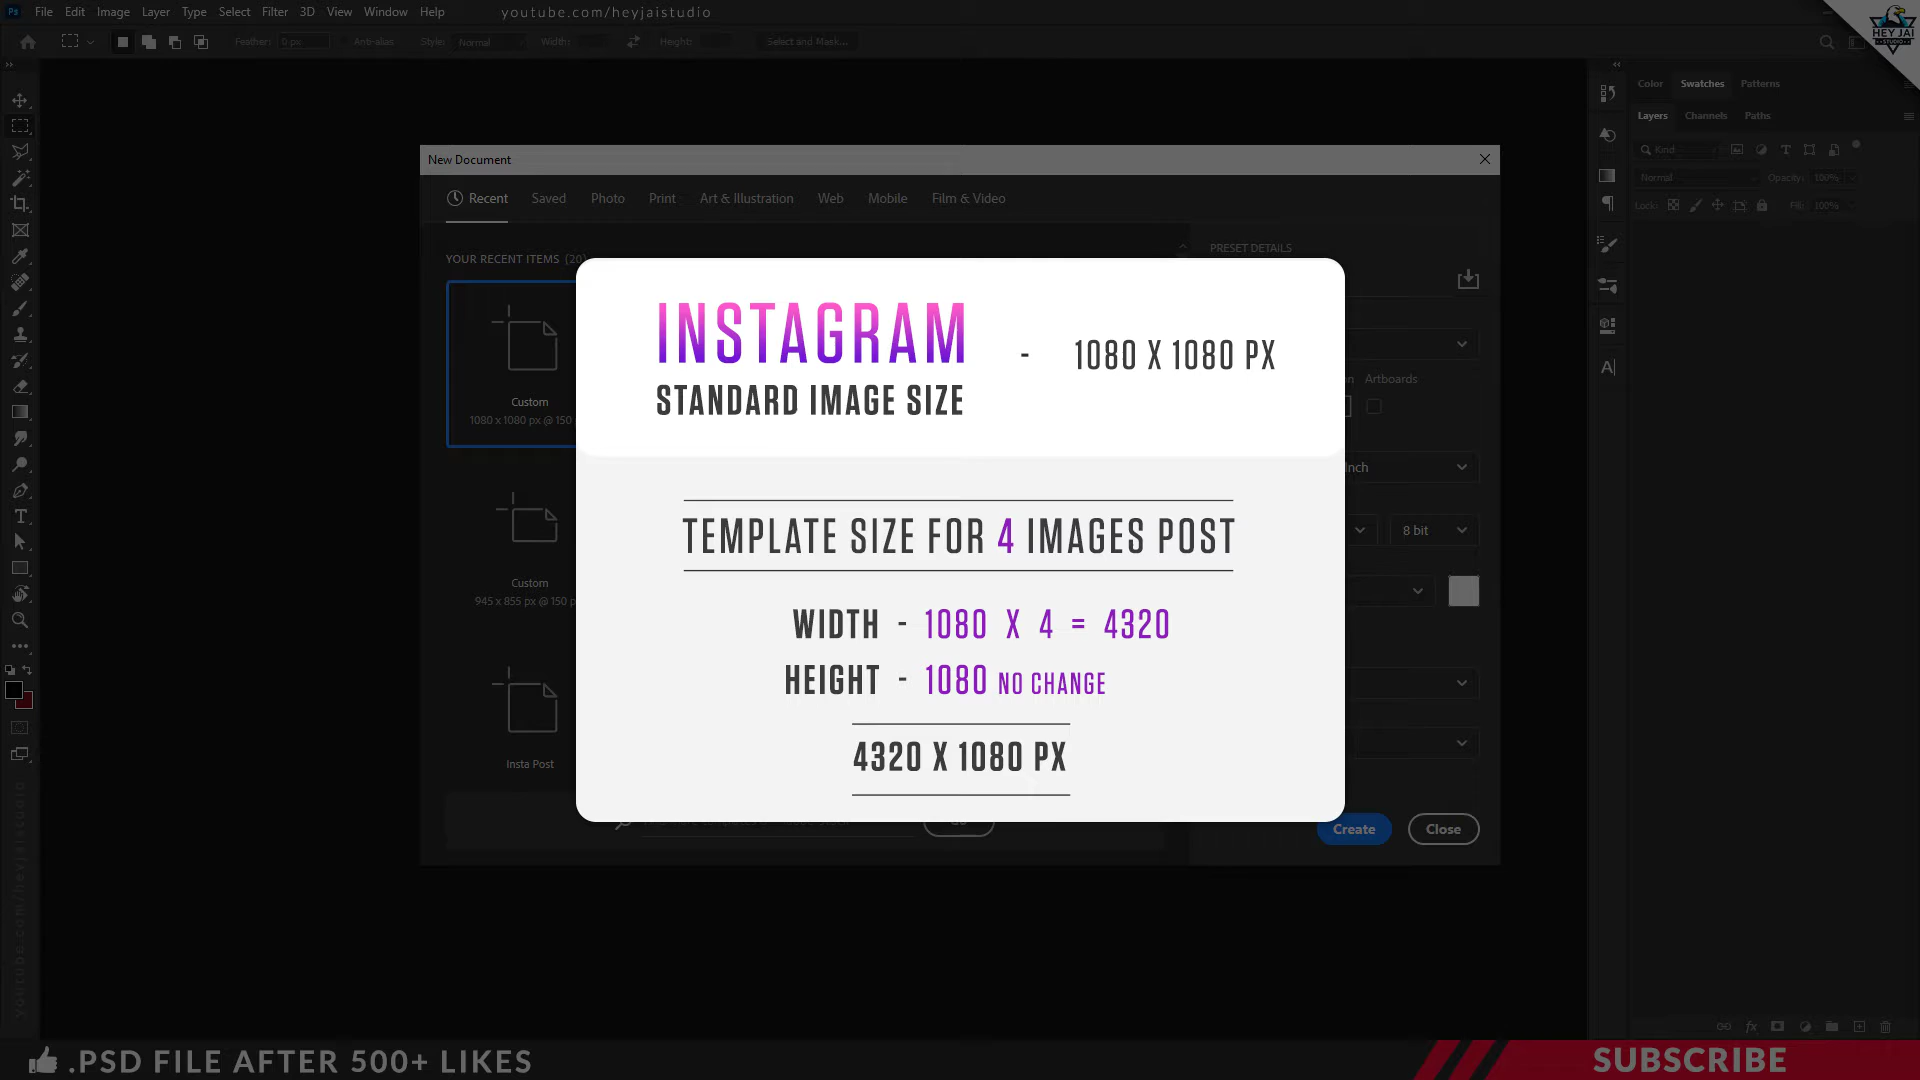 Ps File Edit Image Layer Type Select Filter 3D View Window Help youtube.com/heyjaistudio
HEY JAI
STUDIO
Feather: 0 px Anti-alias Style: Normal Width: Height: Select and Mask...
Color Swatches Patterns
Layers Channels Paths
Kind
Normal Opacity: 100%
Lock: Fill: 100%
New Document
Recent Saved Photo Print Art & Illustration Web Mobile Film & Video
YOUR RECENT ITEMS (20)
PRESET DETAILS
Custom
1080 x 1080 px @ 150
Custom
945 x 855 px @ 150 p
Insta Post
Artboards
Inch
8 bit
Create Close
INSTAGRAM
STANDARD IMAGE SIZE
- 1080 X 1080 PX
TEMPLATE SIZE FOR 4 IMAGES POST
WIDTH - 1080 X 4 = 4320
HEIGHT - 1080 NO CHANGE
4320 X 1080 PX
youtube.com/heyjaistudio
.PSD FILE AFTER 500+ LIKES
SUBSCRIBE